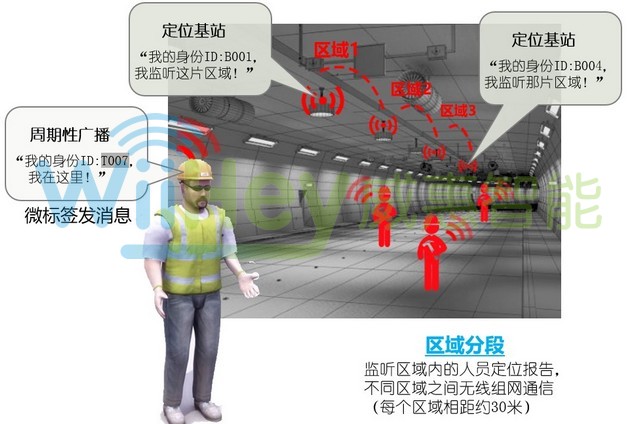 定位基站
“我的身份ID:B001,
我监听这片区域！”
定位基站
“我的身份ID:B004,
我监听那片区域！”
区域1
区域2
区域3
周期性广播
“我的身份ID:T007,
我在这里！”
微标签发消息
区域分段
监听区域内的人员定位报告,
不同区域之间无线组网通信
（每个区域相距约30米）